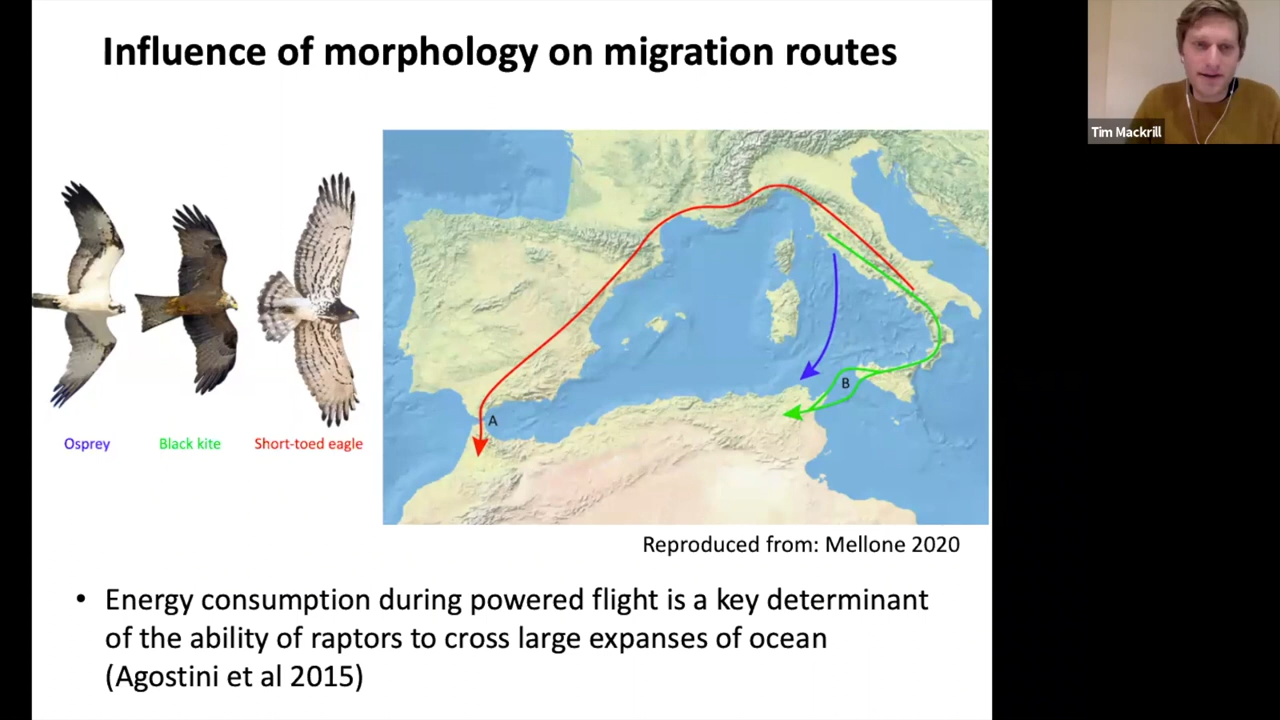 Influence of morphology on migration routes
Tim Mackrill
A
B
Osprey
Black kite
Short-toed eagle
Reproduced from: Mellone 2020
• Energy consumption during powered flight is a key determinant
of the ability of raptors to cross large expanses of ocean
(Agostini et al 2015)